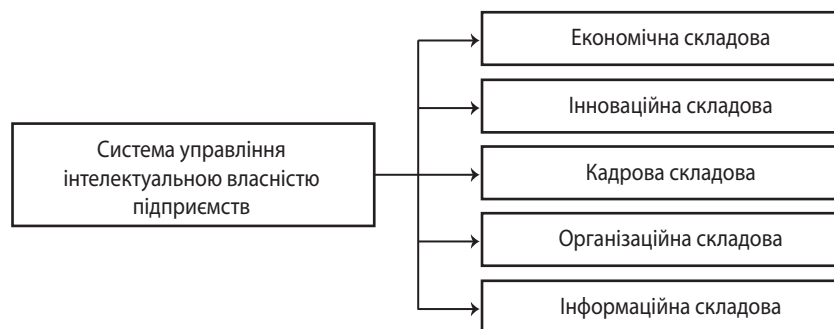 Система управління
інтелектуальною власністю
підприємств
Економічна складова
Інноваційна складова
Кадрова складова
Організаційна складова
Інформаційна складова